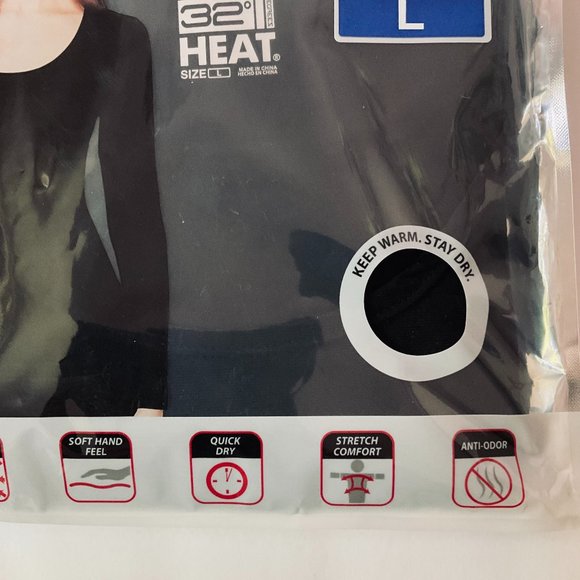 32°
DEGREES
HEAT®
SIZE L
MADE IN CHINA
HECHO EN CHINA
L
KEEP WARM. STAY DRY.
SOFT HAND
FEEL
QUICK
DRY
STRETCH
COMFORT
ANTI-ODOR